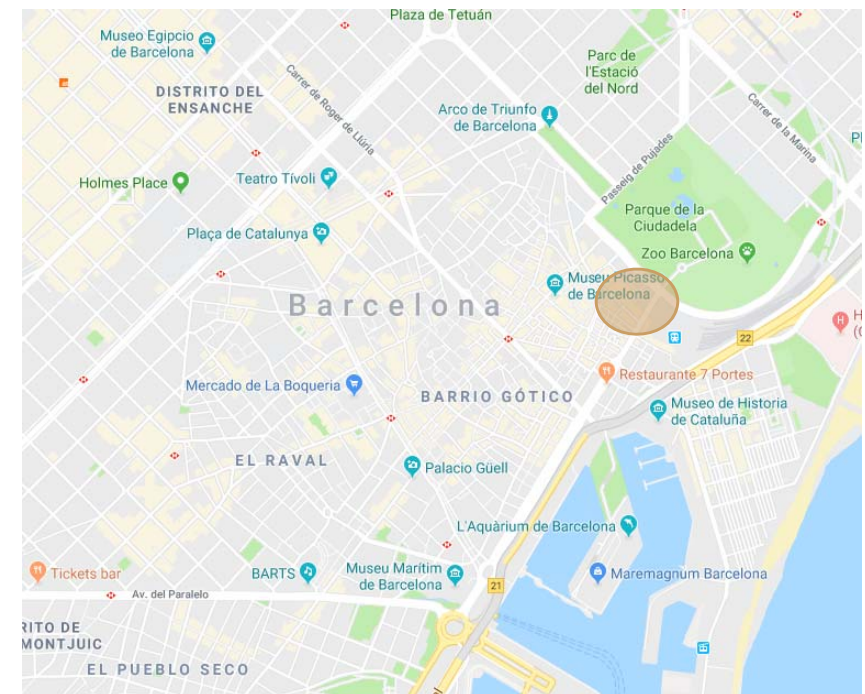 Plaza de Tetuán
Museo Egipcio
de Barcelona
Parc de
l'Estació
del Nord
DISTRITO DEL
ENSANCHE
Carrer de Roger de Llúria
Arco de Triunfo
de Barcelona
Carrer de la Marina
Pl
Passeig de Pujades
Holmes Place
Teatro Tívoli
Parque de la
Ciudadela
Plaça de Catalunya
Zoo Barcelona
Museu Picasso
de Barcelona
Barcelona
H
H
(C
22
Restaurante 7 Portes
Mercado de La Boqueria
BARRIO GÓTICO
Museo de Historia
de Cataluña
EL RAVAL
Palacio Güell
L'Aquàrium de Barcelona
Tickets bar
BARTS
Museu Marítim
de Barcelona
Maremagnum Barcelona
21
Av. del Paralelo
RITO DE
MONTJUIC
EL PUEBLO SECO